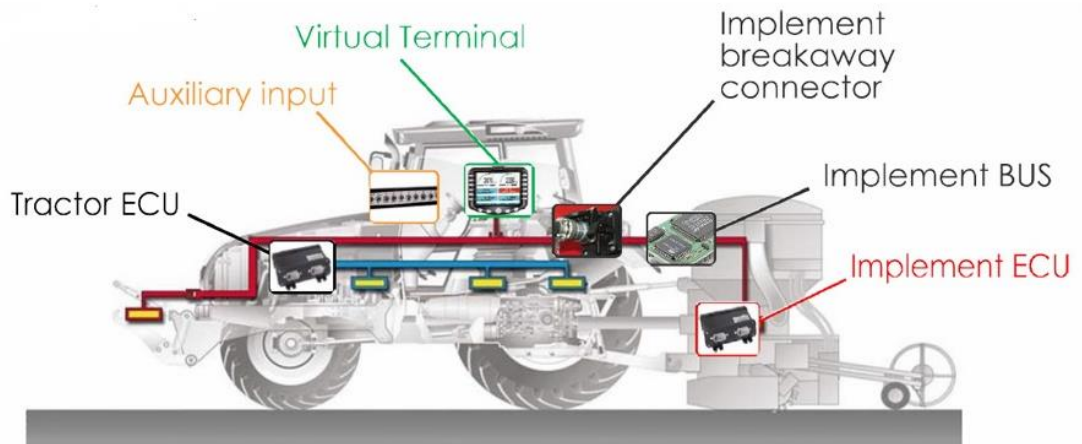 Virtual Terminal
Implement
breakaway
connector
Auxiliary input
Implement BUS
Tractor ECU
Implement ECU